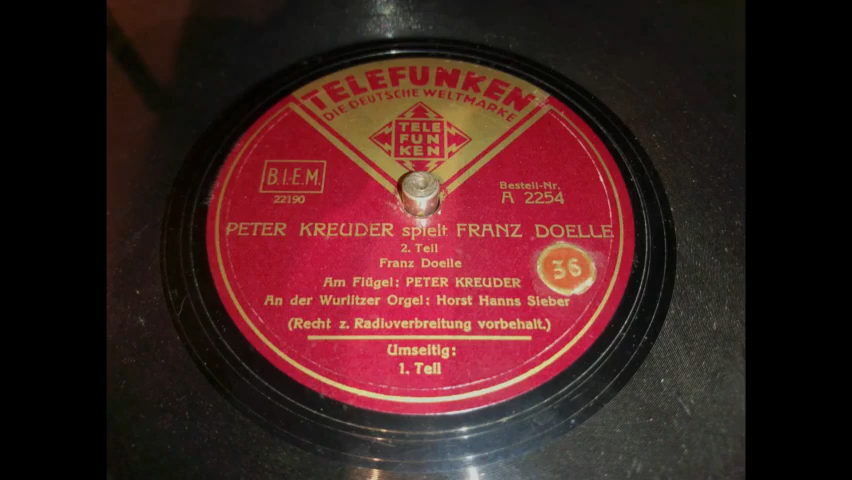 TELEFUNKEN
DIE DEUTSCHE WELTMARKE
TELE
FUN
KEN
B.I.E.M.
22190
Bestell-Nr.
A 2254
PETER KREUDER spielt FRANZ DOELLE
2. Teil
Franz Doelle
36
Am Flügel: PETER KREUDER
An der Wurlitzer Orgel: Horst Hanns Sieber
(Recht z. Radioverbreitung vorbehalt.)
Umseitig:
1. Teil